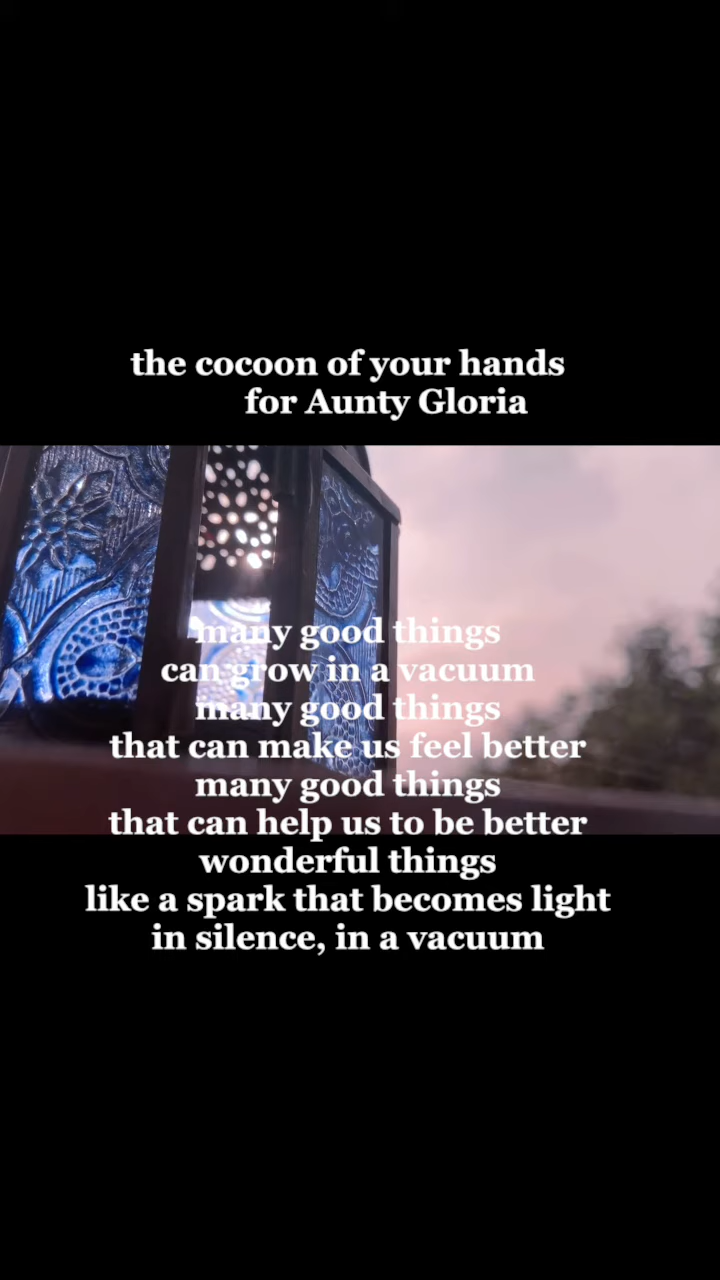 the cocoon of your hands
for Aunty Gloria
many good things
can grow in a vacuum
many good things
that can make us feel better
many good things
that can help us to be better
wonderful things
like a spark that becomes light
in silence, in a vacuum